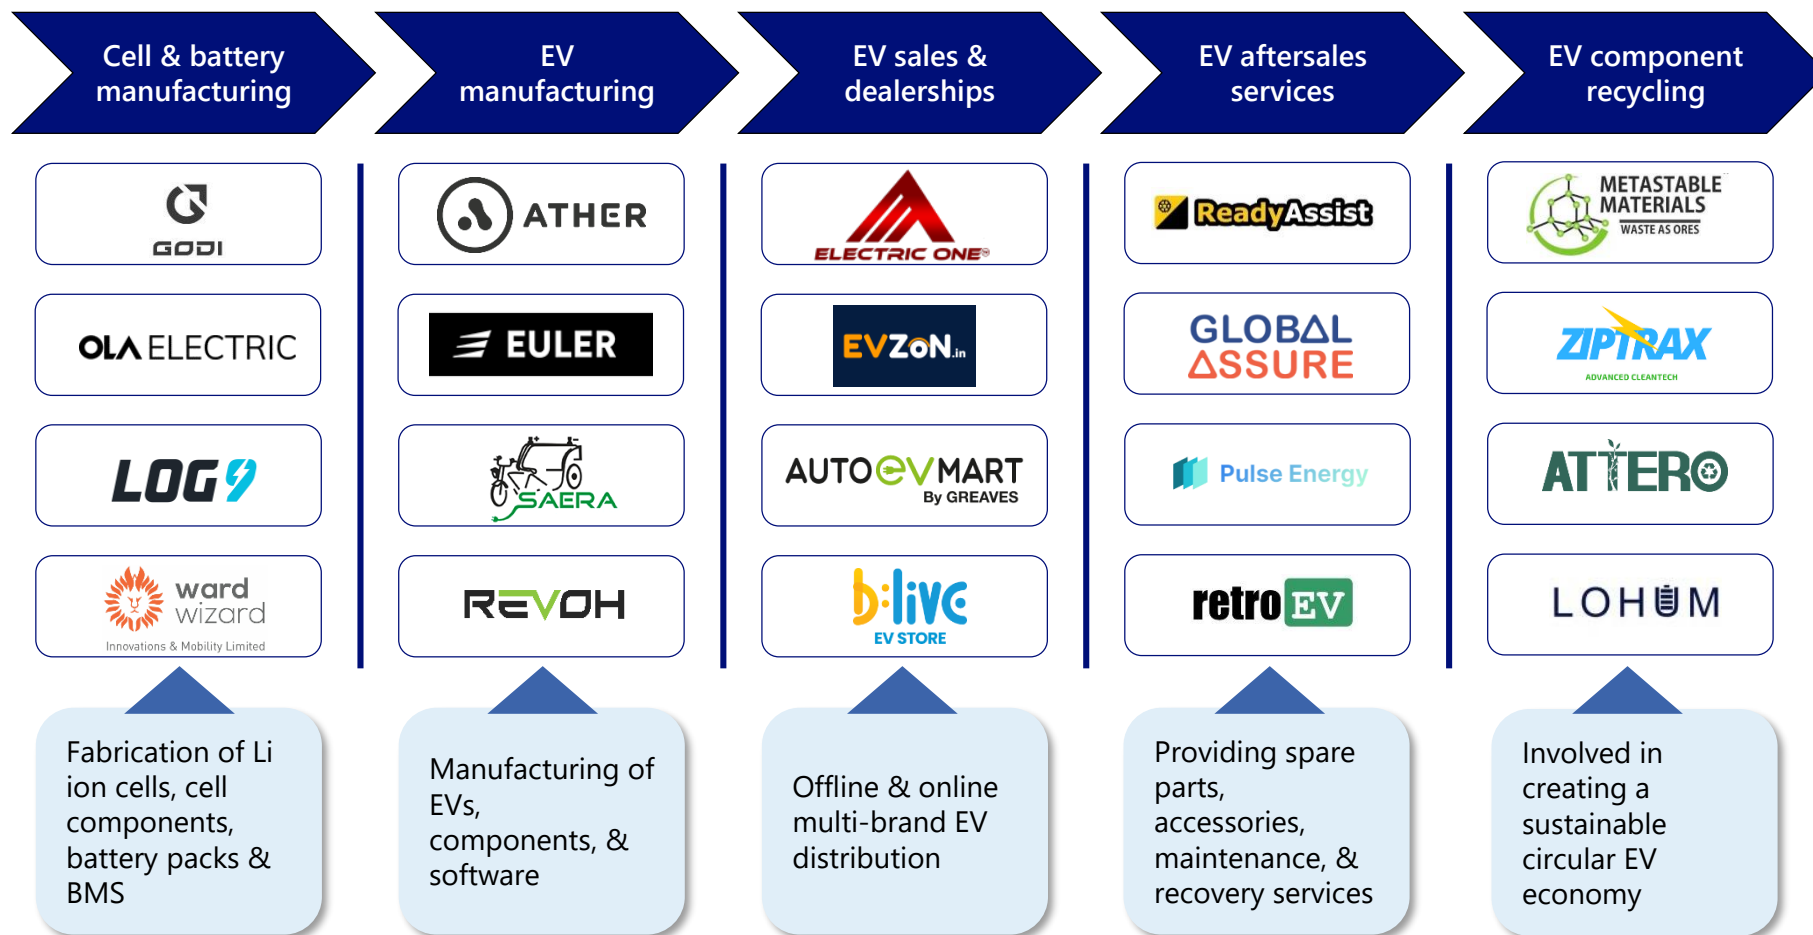 Cell & battery
manufacturing
EV
manufacturing
EV sales &
dealerships
EV aftersales
services
EV component
recycling
GODI
OLA ELECTRIC
LOG 9
ward
wizard
Innovations & Mobility Limited
Fabrication of Li
ion cells, cell
components,
battery packs &
BMS
ATHER
EULER
SAERA
REVOH
Manufacturing of
EVs,
components, &
software
ELECTRIC ONE
EVZON.in
AUTOEVMART
By GREAVES
b:live
EV STORE
Offline & online
multi-brand EV
distribution
ReadyAssist
GLOBAL
ASSURE
Pulse Energy
retro EV
Providing spare
parts,
accessories,
maintenance, &
recovery services
METASTABLE
MATERIALS
WASTE AS ORES
ZIPTRAX
ADVANCED CLEANTECH
ATTERO
LOHUM
Involved in
creating a
sustainable
circular EV
economy